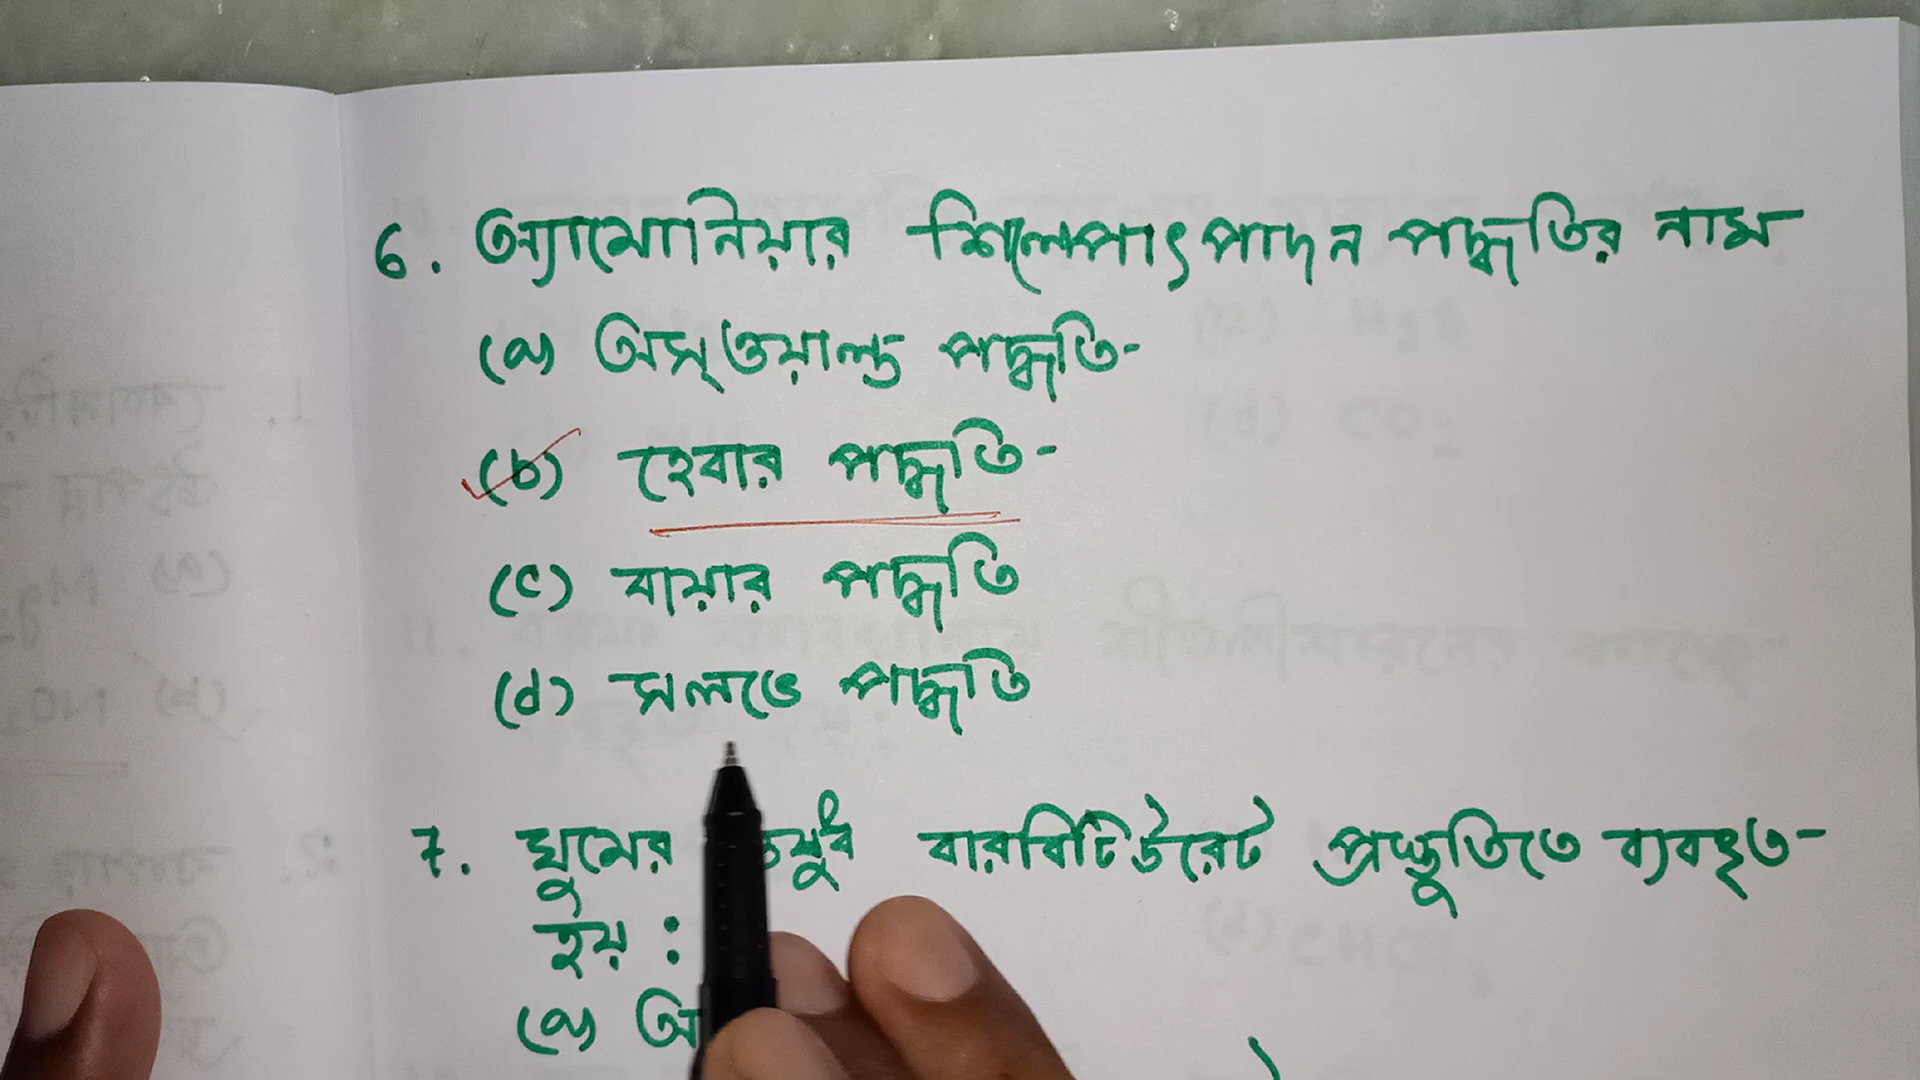 6. অ্যামোনিয়ার শিল্পোৎপাদন পদ্ধতির নাম
(a) অস্ওয়াল্ড পদ্ধতি-
(b) হেবার পদ্ধতি-
(c) বায়ার পদ্ধতি
(d) সলভে পদ্ধতি
7. ঘুমের বারবিটিউরেট প্রস্তুতিতে ব্যবহৃত-
হয় :
(a) অ